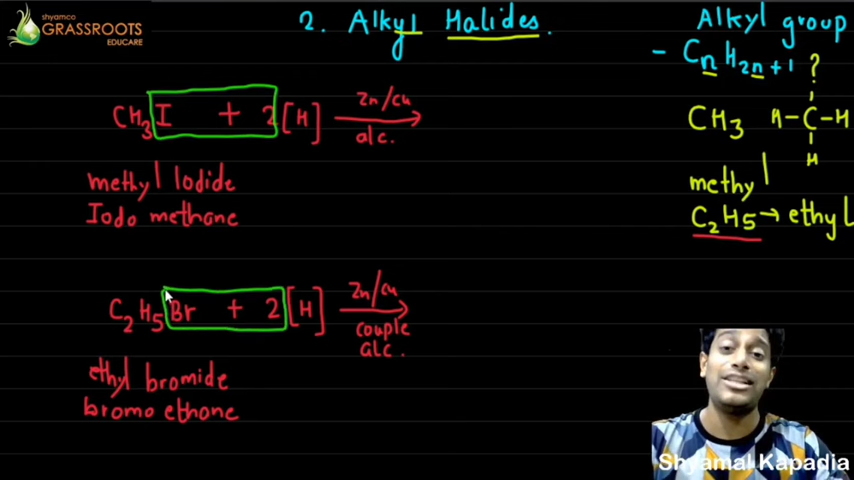 shyamco
GRASSROOTS
EDUCARE
2. Alkyl Halides.
Alkyl group
- CnH2n+1
?
CH3I + 2[H] Zn/cu
alc.
CH3 H-C-H
H
methyl Iodide
Iodo methane
methyl
C2H5→ethyl
C2H5Br + 2[H] Zn/cu
couple
alc.
ethyl bromide
bromo ethane
Shyamal Kapadia